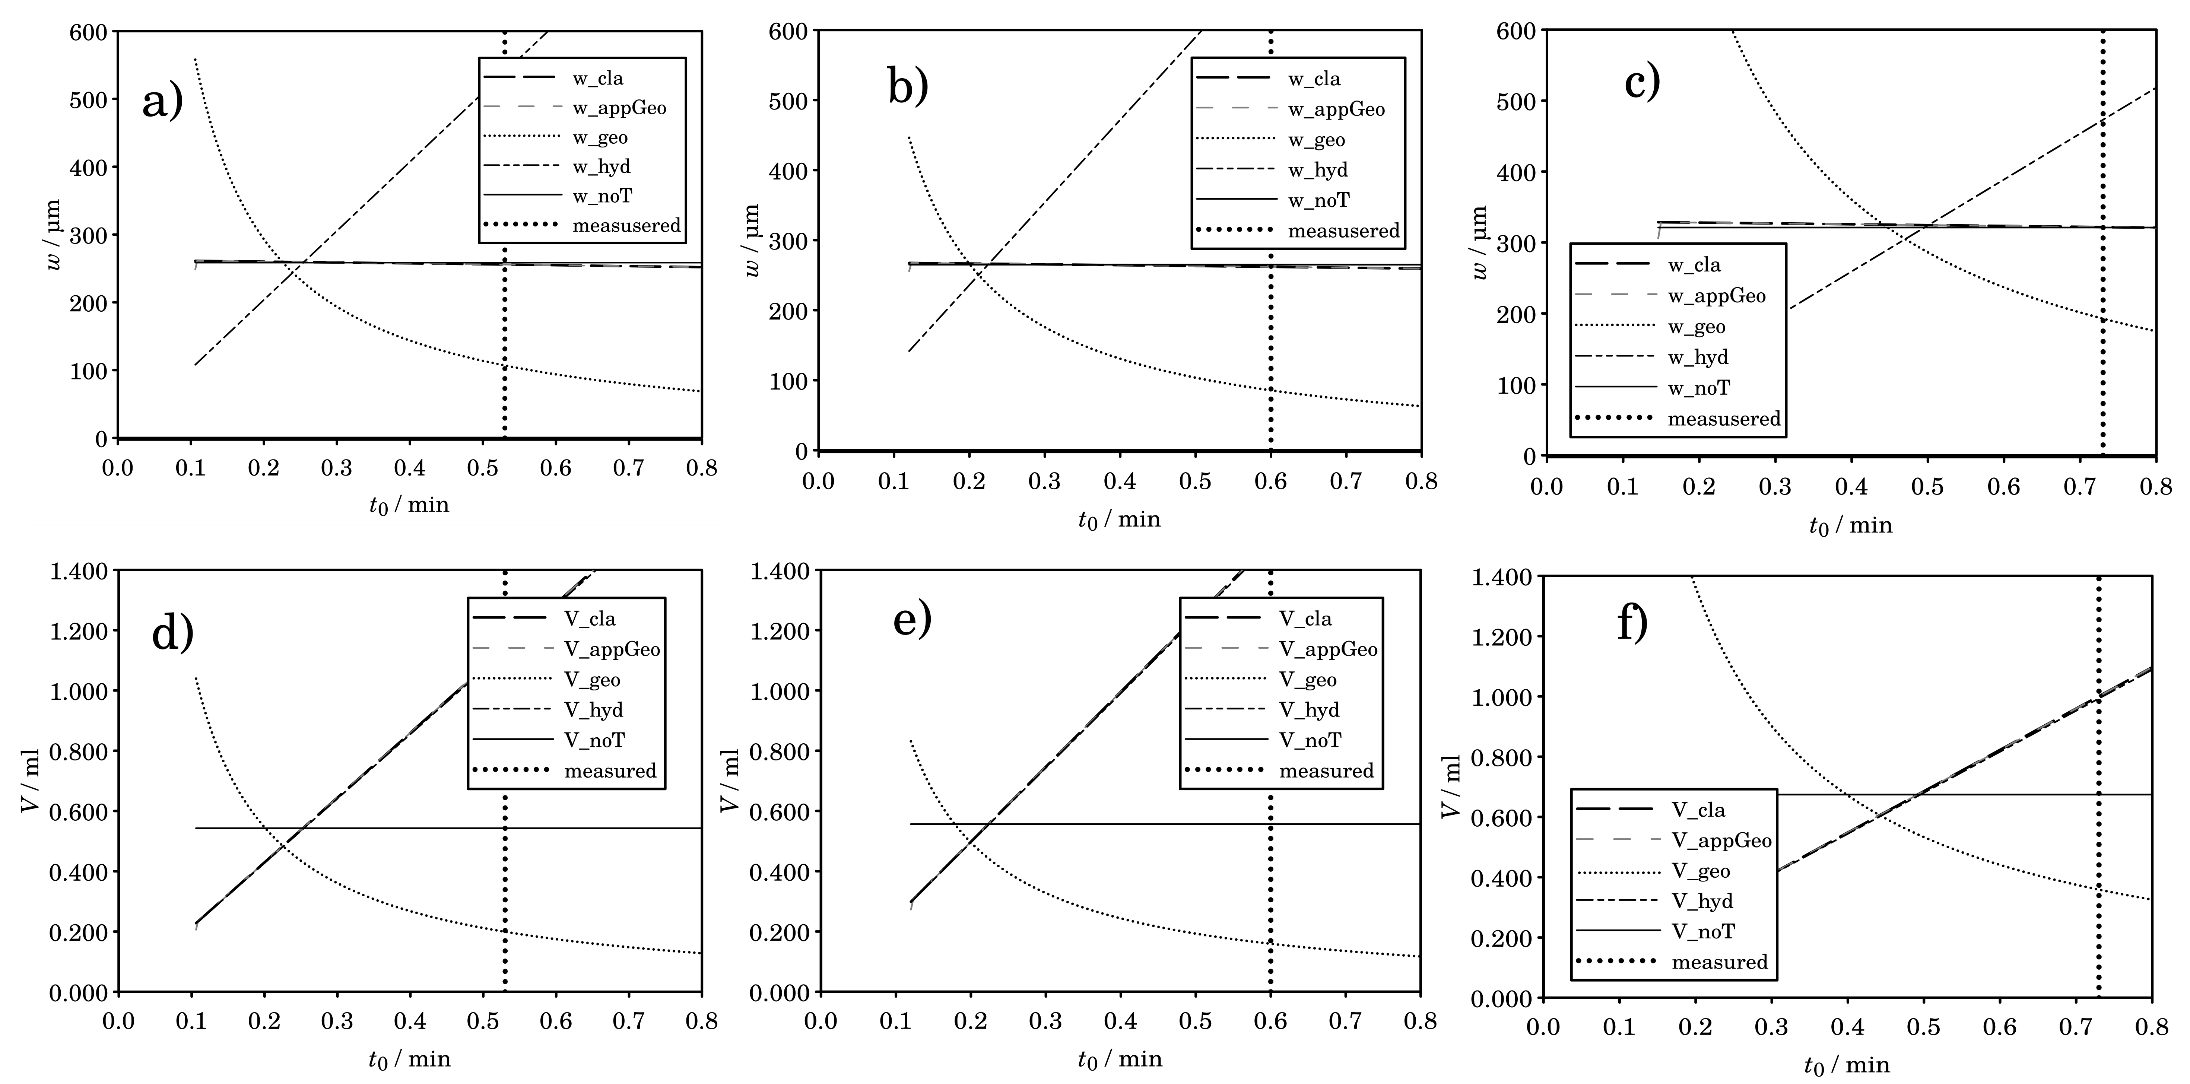 a)
600
500
400
300
200
100
0
w / µm
0.0 0.1 0.2 0.3 0.4 0.5 0.6 0.7 0.8
t0 / min
w_cla
w_appGeo
w_geo
w_hyd
w_noT
measusered
b)
600
500
400
300
200
100
0
w / µm
0.0 0.1 0.2 0.3 0.4 0.5 0.6 0.7 0.8
t0 / min
w_cla
w_appGeo
w_geo
w_hyd
w_noT
measusered
c)
600
500
400
300
200
100
0
w / µm
0.0 0.1 0.2 0.3 0.4 0.5 0.6 0.7 0.8
t0 / min
w_cla
w_appGeo
w_geo
w_hyd
w_noT
measusered
d)
1.400
1.200
1.000
0.800
0.600
0.400
0.200
0.000
V / ml
0.0 0.1 0.2 0.3 0.4 0.5 0.6 0.7 0.8
t0 / min
V_cla
V_appGeo
V_geo
V_hyd
V_noT
measured
e)
1.400
1.200
1.000
0.800
0.600
0.400
0.200
0.000
V / ml
0.0 0.1 0.2 0.3 0.4 0.5 0.6 0.7 0.8
t0 / min
V_cla
V_appGeo
V_geo
V_hyd
V_noT
measured
f)
1.400
1.200
1.000
0.800
0.600
0.400
0.200
0.000
V / ml
0.0 0.1 0.2 0.3 0.4 0.5 0.6 0.7 0.8
t0 / min
V_cla
V_appGeo
V_geo
V_hyd
V_noT
measured